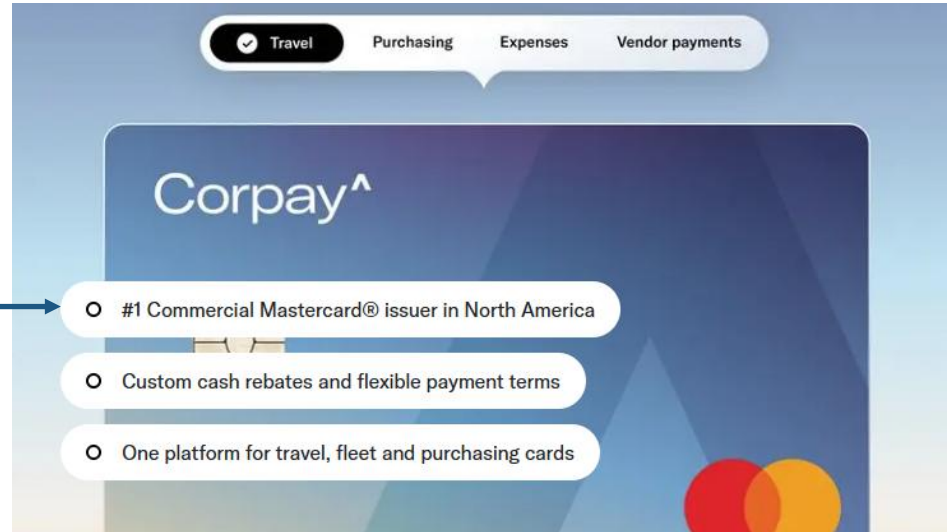 Travel
Purchasing
Expenses
Vendor payments
Corpay^
#1 Commercial Mastercard® issuer in North America
Custom cash rebates and flexible payment terms
One platform for travel, fleet and purchasing cards